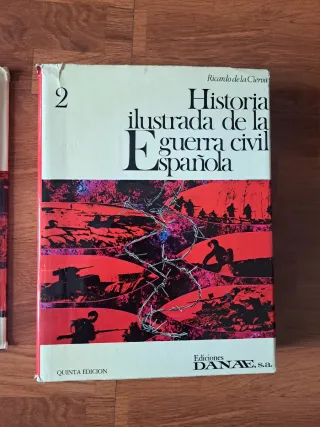 Ricardo de la Cierva
2
Historia
ilustrada de la
guerra civil
Española
Ediciones
DANAE, s.a.
QUINTA EDICION